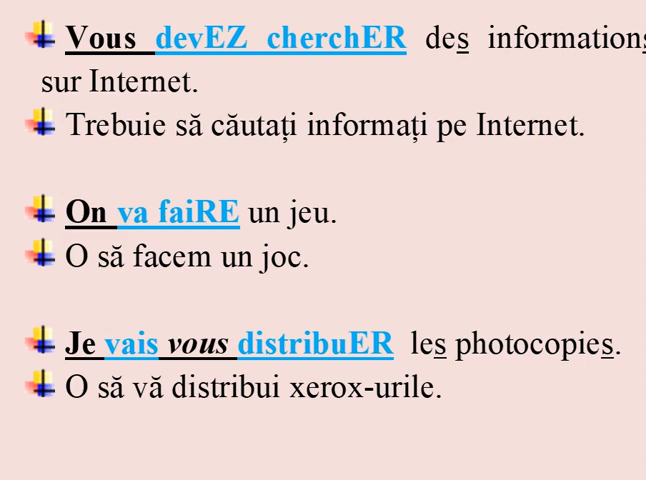 Vous devEZ cherchER des informations
sur Internet.
Trebuie să căutați informați pe Internet.
On va faiRE un jeu.
O să facem un joc.
Je vais vous distribuER les photocopies.
O să vă distribui xerox-urile.